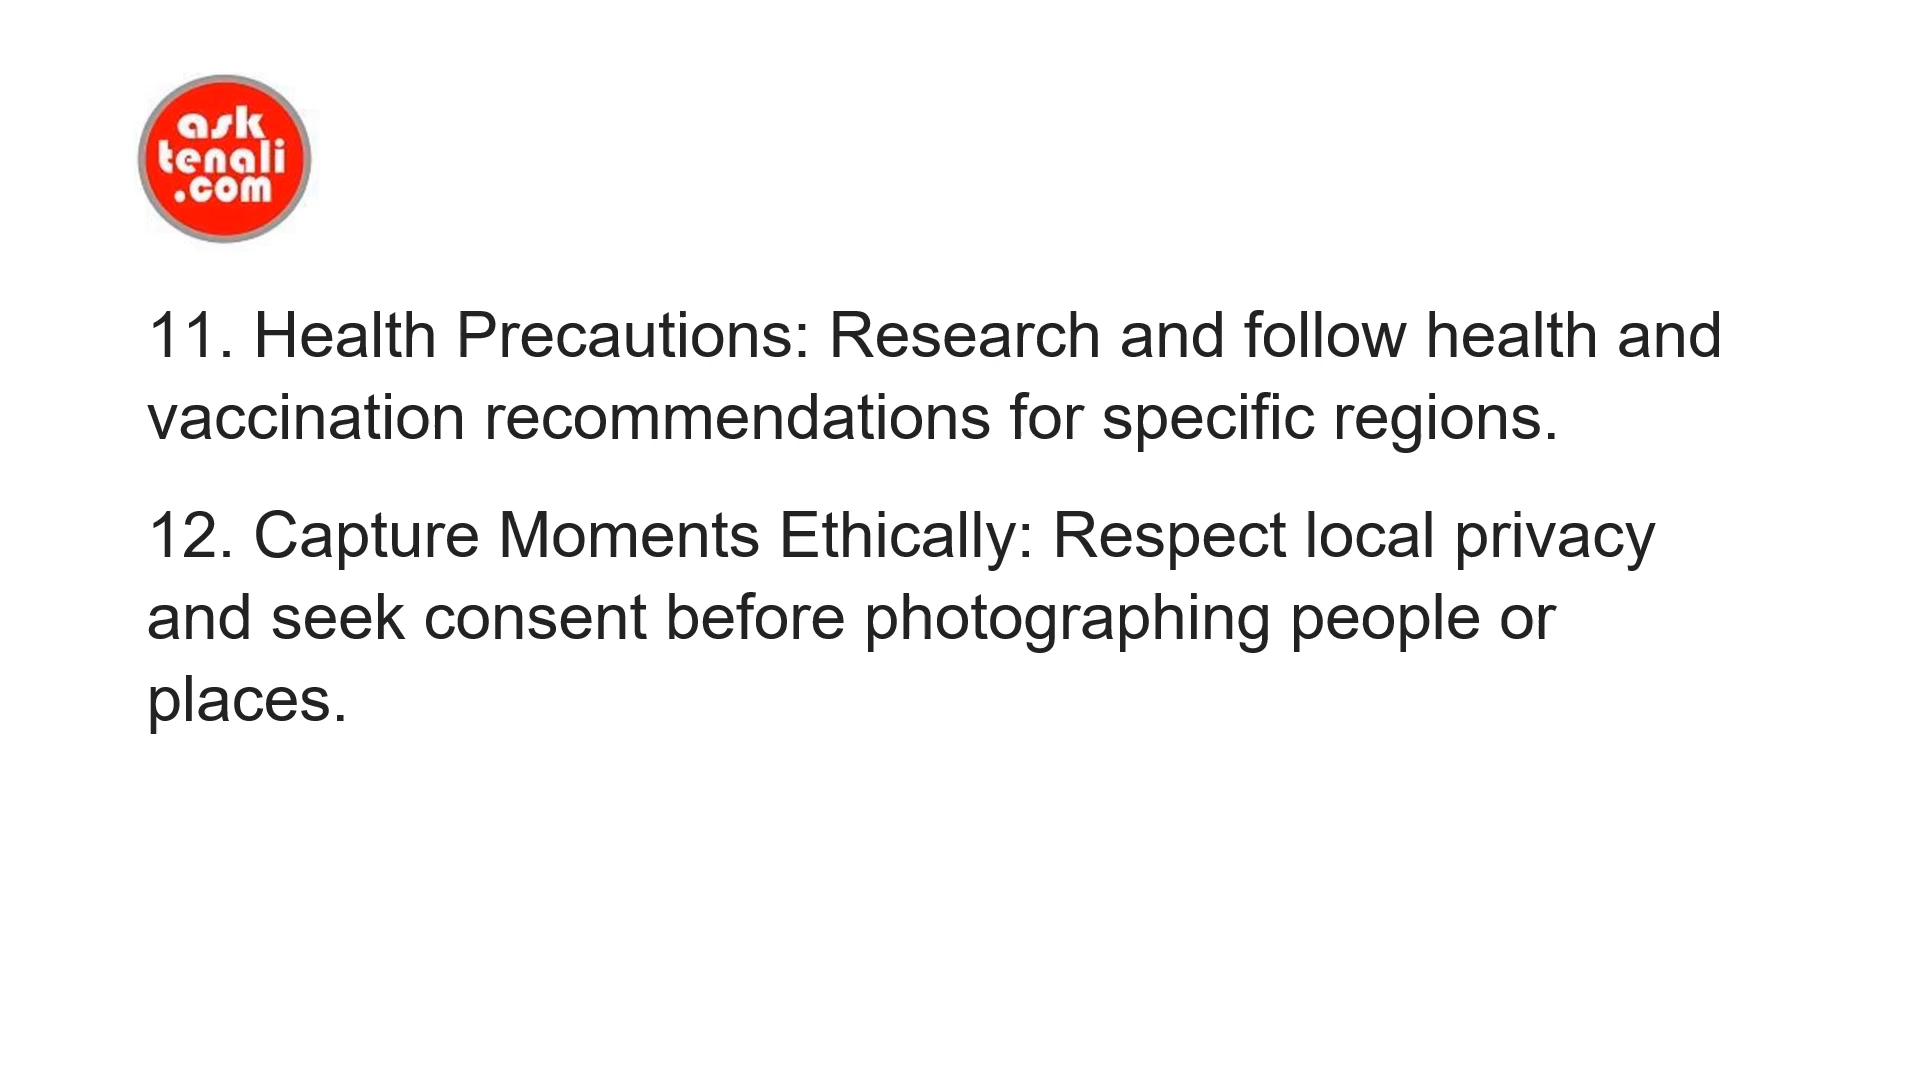 ask
tenali
.com
11. Health Precautions: Research and follow health and
vaccination recommendations for specific regions.
12. Capture Moments Ethically: Respect local privacy
and seek consent before photographing people or
places.